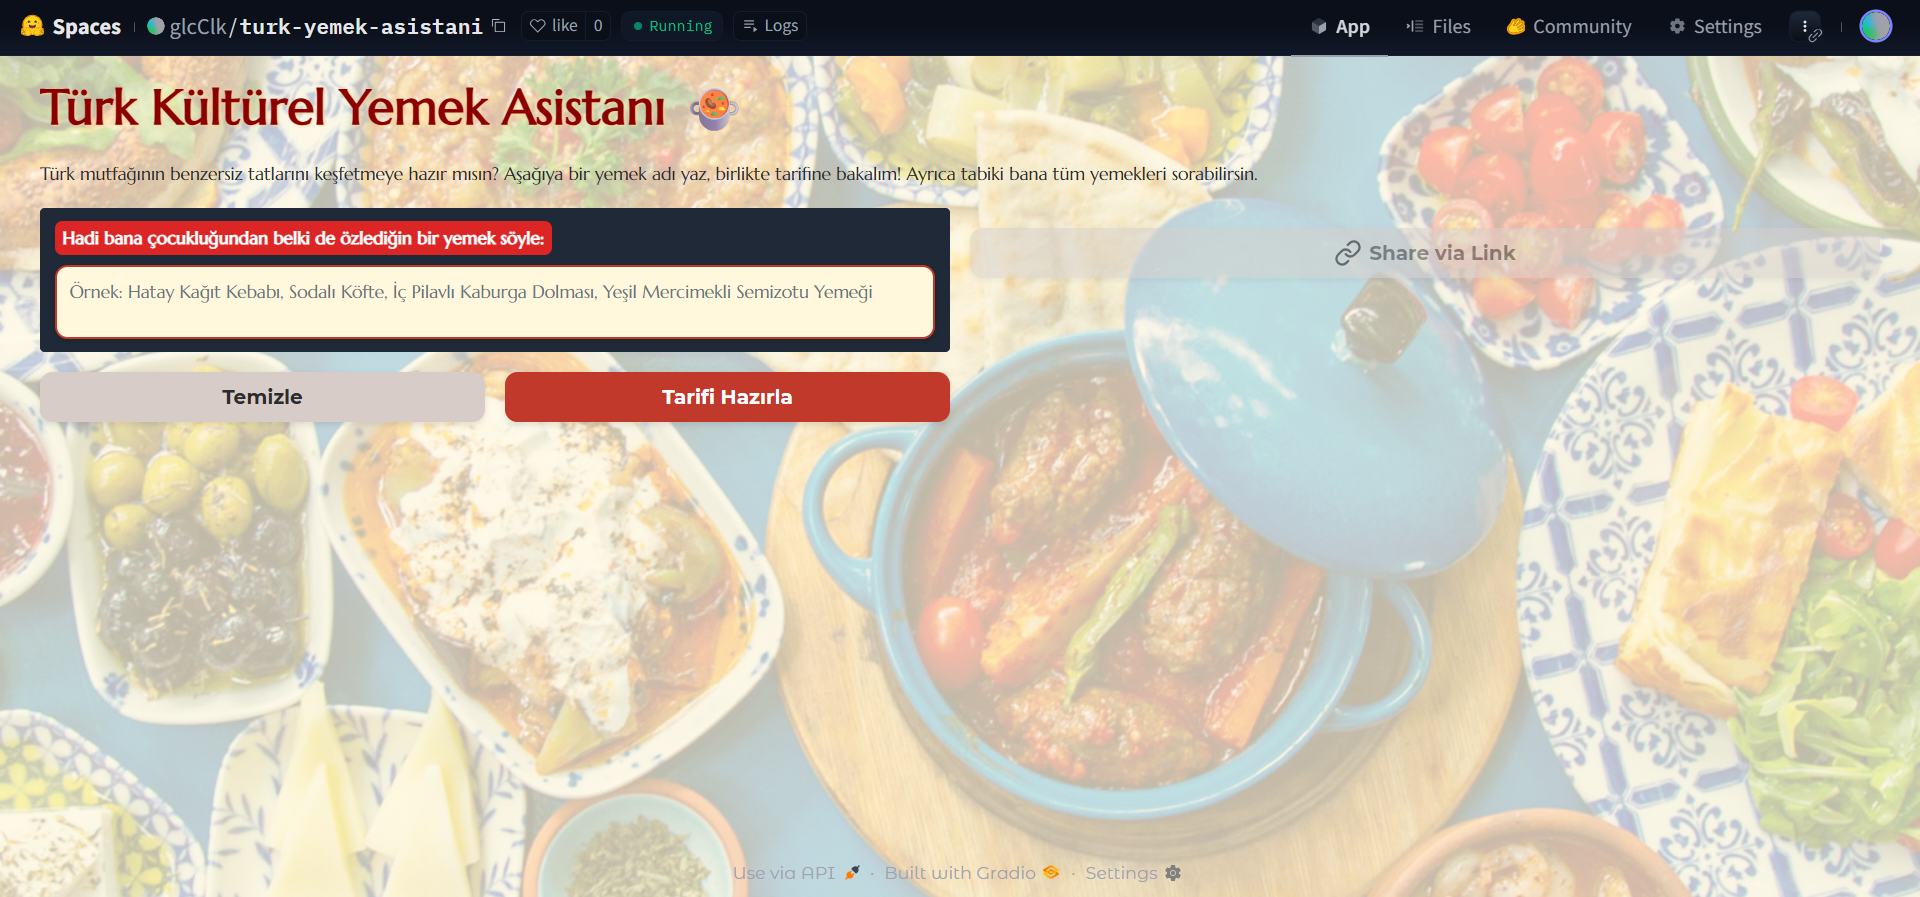 Spaces glcClk/turk-yemek-asistani like 0 Running Logs App Files Community Settings
Türk Kültürel Yemek Asistanı
Türk mutfağının benzersiz tatlarını keşfetmeye hazır mısın? Aşağıya bir yemek adı yaz, birlikte tarifine bakalım! Ayrıca tabiki bana tüm yemekleri sorabilirsin.
Hadi bana çocukluğundan belki de özlediğin bir yemek söyle:
Örnek: Hatay Kağıt Kebabı, Sodalı Köfte, İç Pilavlı Kaburga Dolması, Yeşil Mercimekli Semizotu Yemeği
Temizle
Tarifi Hazırla
Share via Link
Use via API · Built with Gradio · Settings